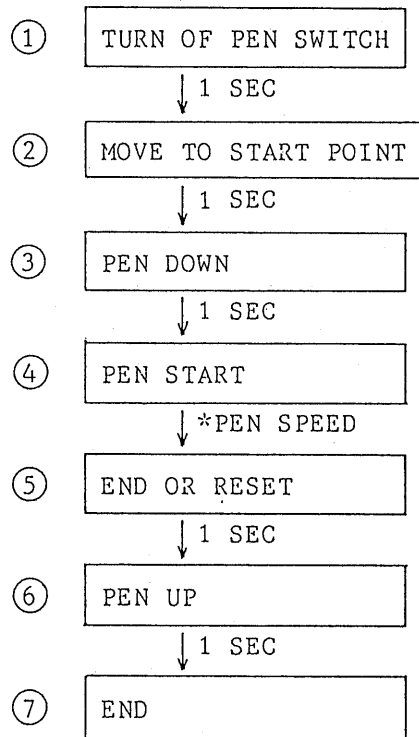 ① TURN OF PEN SWITCH
1 SEC
② MOVE TO START POINT
1 SEC
③ PEN DOWN
1 SEC
④ PEN START
*PEN SPEED
⑤ END OR RESET
1 SEC
⑥ PEN UP
1 SEC
⑦ END